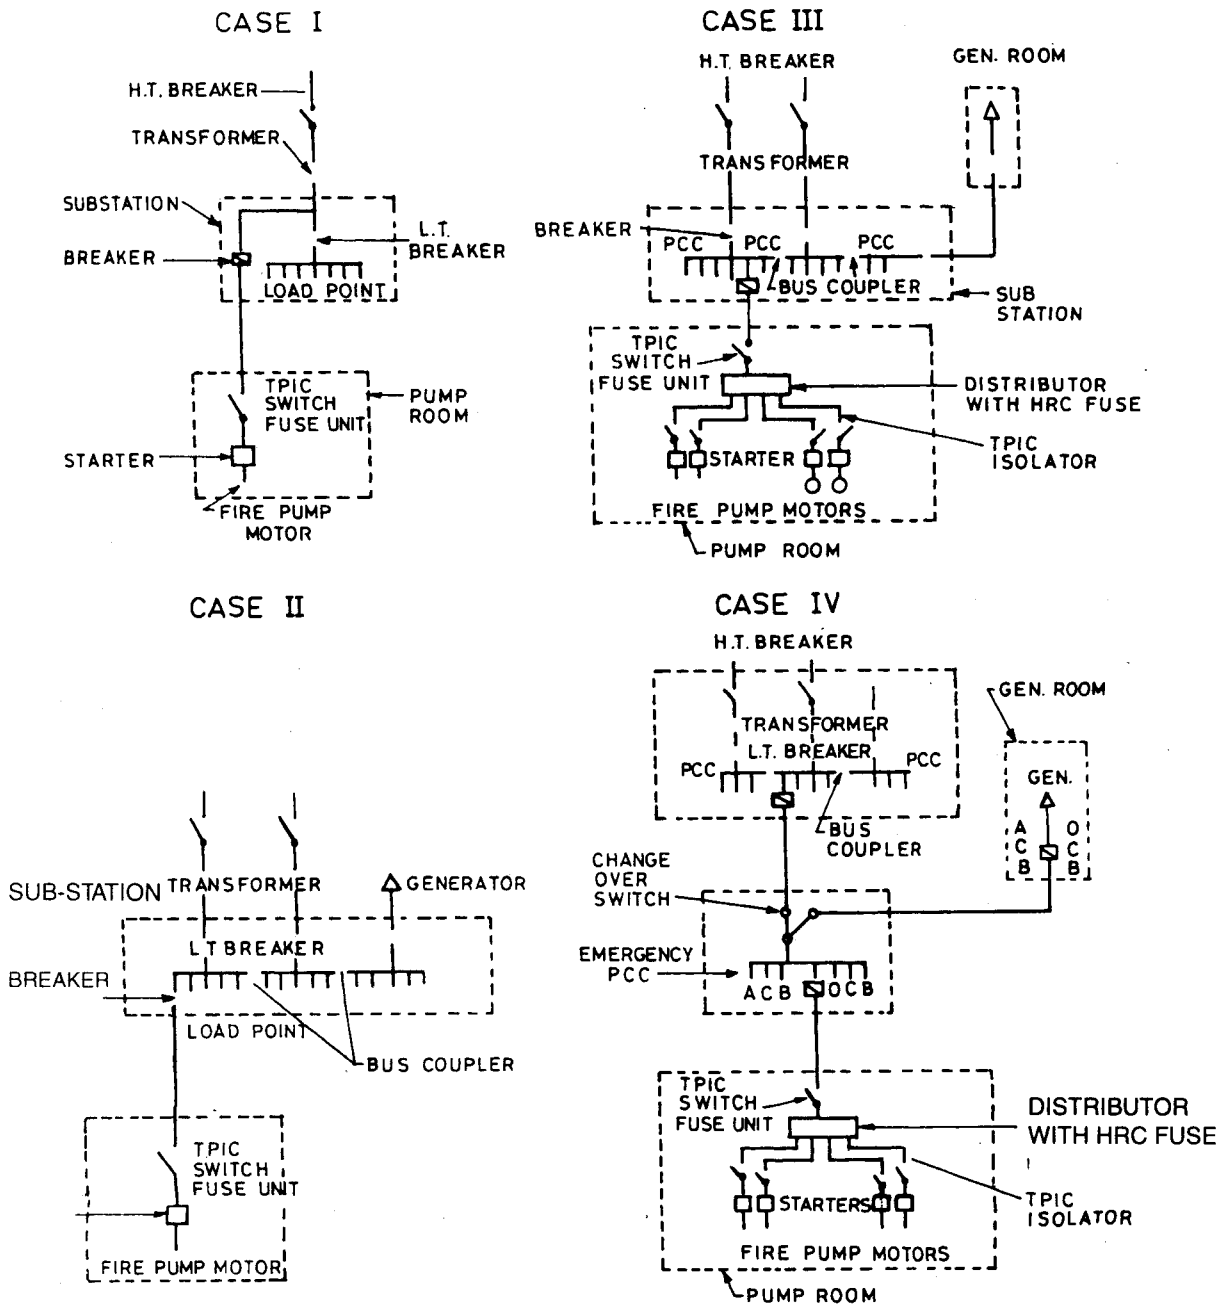 CASE I
H.T. BREAKER
TRANSFORMER
SUBSTATION
L.T.
BREAKER
BREAKER
LOAD POINT
TPIC
SWITCH
FUSE UNIT
PUMP
ROOM
STARTER
FIRE PUMP
MOTOR
CASE III
H.T. BREAKER
GEN. ROOM
TRANSFORMER
BREAKER
PCC
PCC
PCC
BUS COUPLER
SUB
STATION
TPIC
SWITCH
FUSE UNIT
DISTRIBUTOR
WITH HRC FUSE
TPIC
ISOLATOR
STARTER
FIRE PUMP MOTORS
PUMP ROOM
CASE II
SUB-STATION
TRANSFORMER
GENERATOR
L T BREAKER
BREAKER
LOAD POINT
BUS COUPLER
T.PIC
SWITCH
FUSE UNIT
FIRE PUMP MOTOR
CASE IV
H.T. BREAKER
GEN. ROOM
TRANSFORMER
L.T. BREAKER
PCC
PCC
GEN.
ACB
OCB
BUS
COUPLER
CHANGE
OVER
SWITCH
EMERGENCY
PCC
A C B
O C B
TPIC
SWITCH
FUSE UNIT
DISTRIBUTOR
WITH HRC FUSE
STARTERS
TPIC
ISOLATOR
FIRE PUMP MOTORS
PUMP ROOM